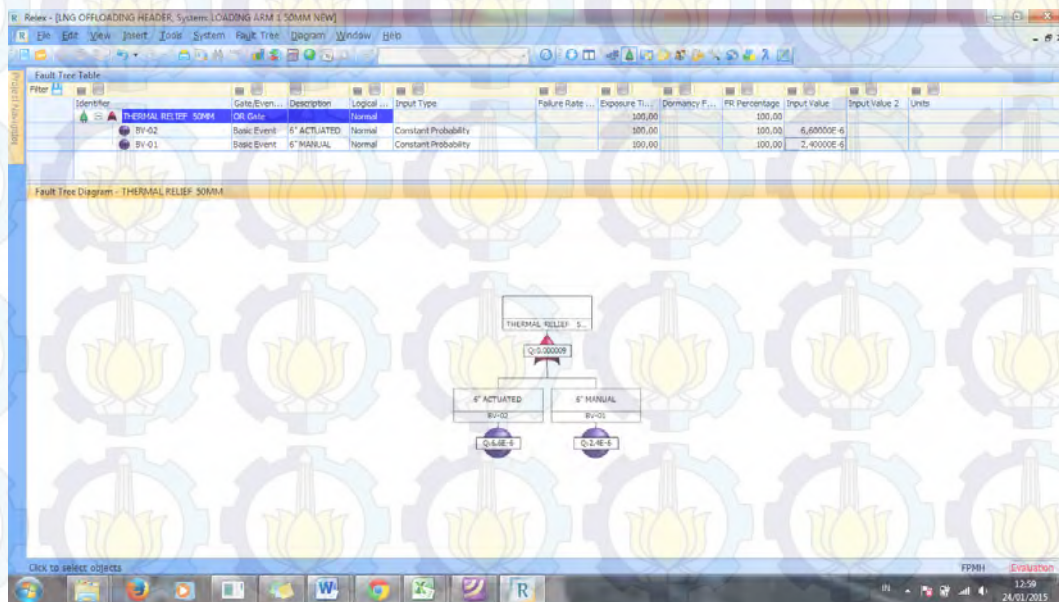 Relex - [LNG OFFLOADING HEADER, System: LOADING ARM 1 50MM NEW]
File Edit View Insert Tools System Fault Tree Diagram Window Help
Fault Tree Table
Filter
Identifier Gate/Even... Description Logical ... Input Type Failure Rate ... Exposure Ti... Dormancy F... FR Percentage Input Value Input Value 2 Units
THERMAL RELIEF 50MM OR Gate Normal 100,00 100,00
BV-02 Basic Event 6" ACTUATED Normal Constant Probability 100,00 100,00 6,60000E-6
BV-01 Basic Event 6" MANUAL Normal Constant Probability 100,00 100,00 2,40000E-6
Project Navigator
Fault Tree Diagram - THERMAL RELIEF 50MM
THERMAL RELIEF 5...
Q:0.000009
6" ACTUATED 6" MANUAL
BV-02 BV-01
Q:6.6E-6 Q:2.4E-6
Click to select objects FPMH Evaluation
IN 12:59
24/01/2015